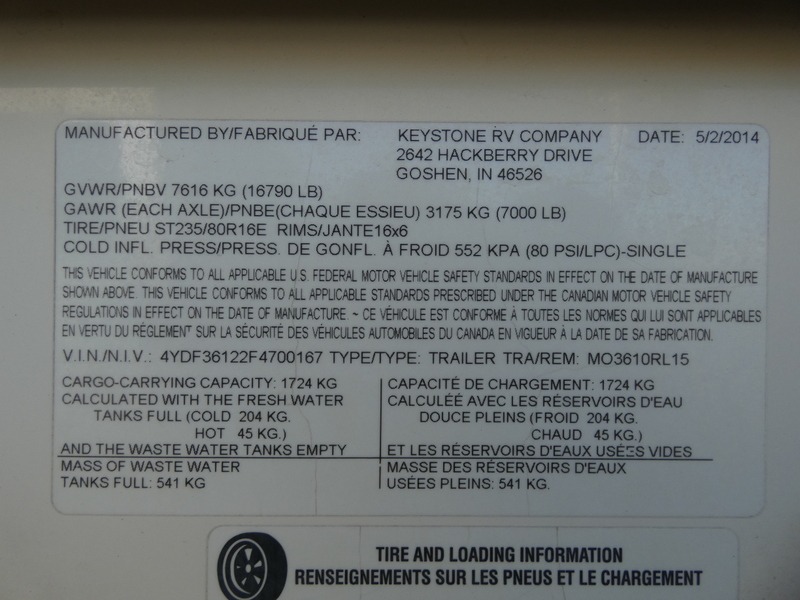 MANUFACTURED BY/FABRIQUÉ PAR: KEYSTONE RV COMPANY DATE: 5/2/2014
2642 HACKBERRY DRIVE
GOSHEN, IN 46526
GVWR/PNBV 7616 KG (16790 LB)
GAWR (EACH AXLE)/PNBE(CHAQUE ESSIEU) 3175 KG (7000 LB)
TIRE/PNEU ST235/80R16E RIMS/JANTE16x6
COLD INFL. PRESS/PRESS. DE GONFL. À FROID 552 KPA (80 PSI/LPC)-SINGLE
THIS VEHICLE CONFORMS TO ALL APPLICABLE U.S. FEDERAL MOTOR VEHICLE SAFETY STANDARDS IN EFFECT ON THE DATE OF MANUFACTURE
SHOWN ABOVE. THIS VEHICLE CONFORMS TO ALL APPLICABLE STANDARDS PRESCRIBED UNDER THE CANADIAN MOTOR VEHICLE SAFETY
REGULATIONS IN EFFECT ON THE DATE OF MANUFACTURE ~ CE VÉHICULE EST CONFORME À TOUTES LES NORMES QUI LUI SONT APPLICABLES
EN VERTU DU RÉGLEMENT SUR LA SÉCURITÉ DES VÉHICULES AUTOMOBILES DU CANADA EN VIGUEUR À LA DATE DE SA FABRICATION.
V.I.N./N.I.V.: 4YDF36122F4700167 TYPE/TYPE: TRAILER TRA/REM: MO3610RL15
CARGO-CARRYING CAPACITY: 1724 KG
CALCULATED WITH THE FRESH WATER
TANKS FULL (COLD 204 KG.
HOT 45 KG.)
AND THE WASTE WATER TANKS EMPTY
MASS OF WASTE WATER
TANKS FULL: 541 KG
CAPACITÉ DE CHARGEMENT: 1724 KG
CALCULÉE AVEC LES RÉSERVOIRS D'EAU
DOUCE PLEINS (FROID 204 KG.
CHAUD 45 KG.)
ET LES RÉSERVOIRS D'EAUX USÉES VIDES
MASSE DES RÉSERVOIRS D'EAUX
USÉES PLEINS: 541 KG.
TIRE AND LOADING INFORMATION
RENSEIGNEMENTS SUR LES PNEUS ET LE CHARGEMENT